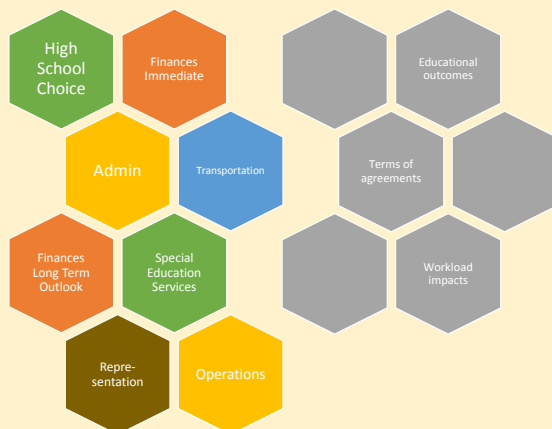 High
School
Choice
Finances
Immediate
Educational
outcomes
Admin
Transportation
Terms of
agreements
Finances
Long Term
Outlook
Special
Education
Services
Workload
impacts
Repre-
sentation
Operations